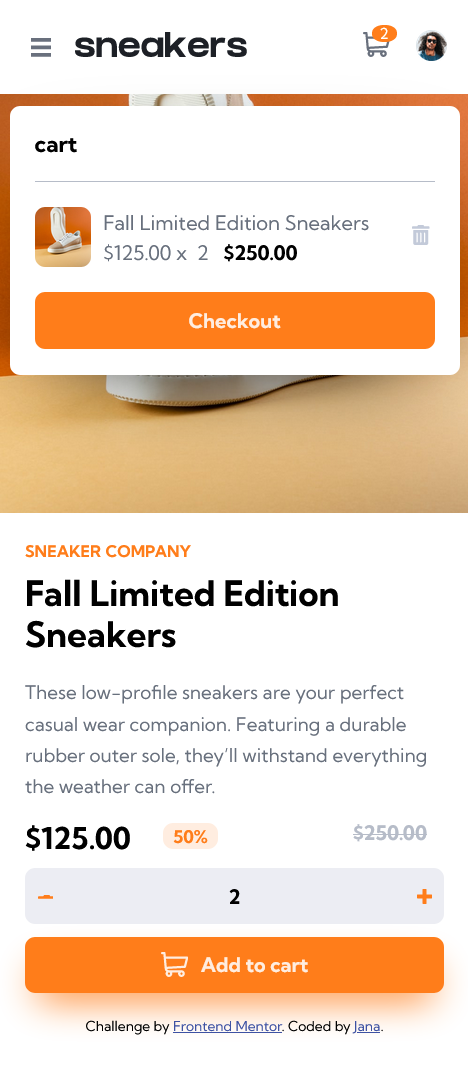 sneakers
2
cart
Fall Limited Edition Sneakers
$125.00 x 2 $250.00
Checkout
SNEAKER COMPANY
Fall Limited Edition
Sneakers
These low-profile sneakers are your perfect
casual wear companion. Featuring a durable
rubber outer sole, they’ll withstand everything
the weather can offer.
$125.00 50% $250.00
2
Add to cart
Challenge by Frontend Mentor. Coded by Jana.